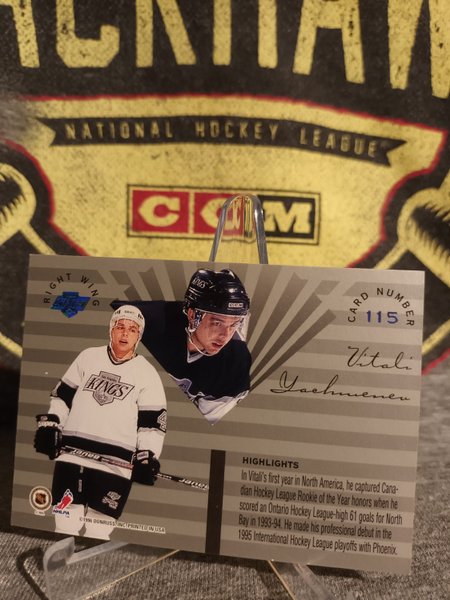 ACKHAW
NATIONAL HOCKEY LEAGUE
CCM
RIGHT WING
CARD NUMBER
115
Vitali
Yachmenev
KINGS
HIGHLIGHTS
In Vitali's first year in North America, he captured Cana-
dian Hockey League Rookie of the Year honors when he
scored an Ontario Hockey League-high 61 goals for North
Bay in 1993-94. He made his professional debut in the
1995 International Hockey League playoffs with Phoenix.
NHLPA
©1996 DONRUSS, INC. PRINTED IN USA